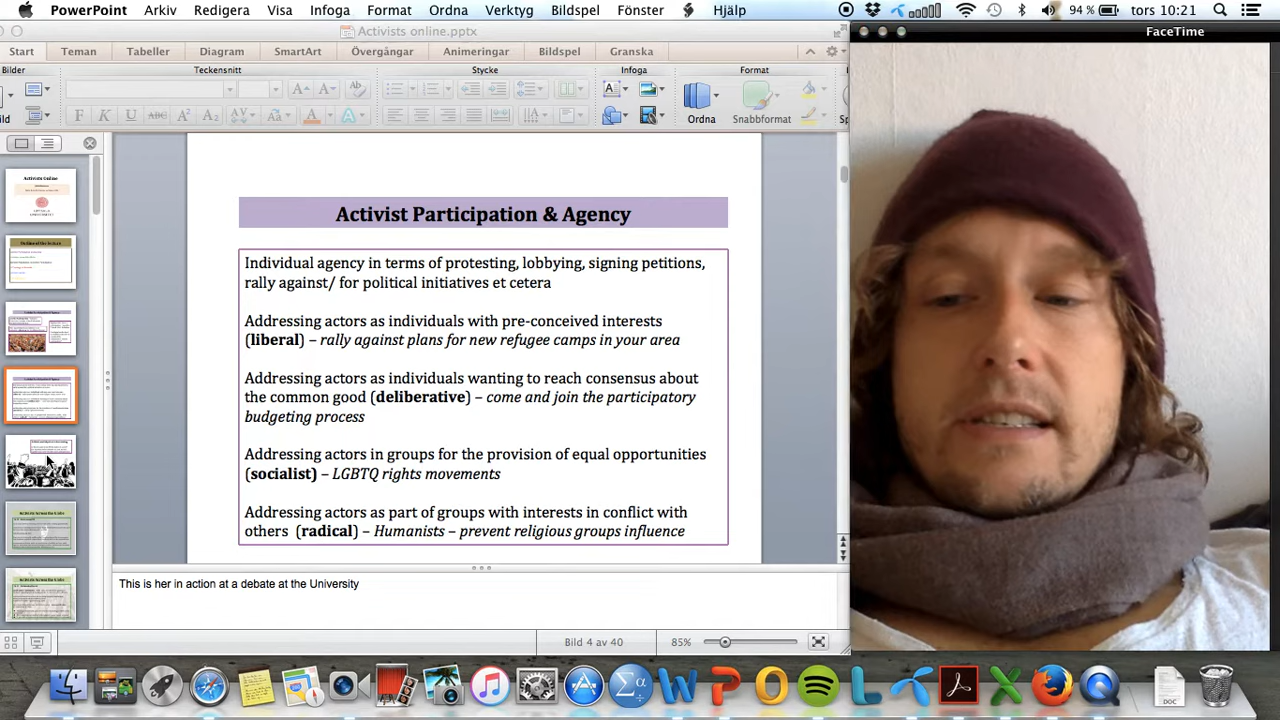 PowerPoint Arkiv Redigera Visa Infoga Format Ordna Verktyg Bildspel Fönster Hjälp 94 % tors 10:21
Activists online.pptx
FaceTime
Start Teman Tabeller Diagram SmartArt Övergångar Animeringar Bildspel Granska
Bilder Teckensnitt Stycke Infoga Format
Ordna Snabbformat
Activist Participation & Agency
Individual agency in terms of protesting, lobbying, signing petitions,
rally against/ for political initiatives et cetera
Addressing actos as individuals with pre-conceived interests
(liberal) – rally against plans for new refugee camps in your area
Addressing actors as individuals wanting to reach consensus about
the common good (deliberative) – come and join the participatory
budgeting process
Addressing actors in groups for the provision of equal opportunities
(socialist) – LGBTQ rights movements
Addressing actors as part of groups with interests in conflict with
others (radical) – Humanists – prevent religious groups influence
This is her in action at a debate at the University
Bild 4 av 40 85%
DOC